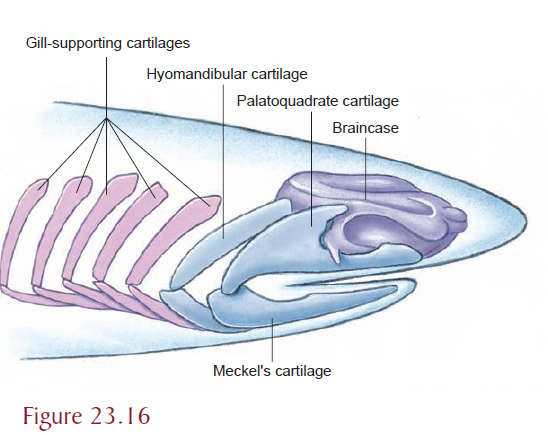 Gill-supporting cartilages
Hyomandibular cartilage
Palatoquadrate cartilage
Braincase
Meckel's cartilage
Figure 23.16